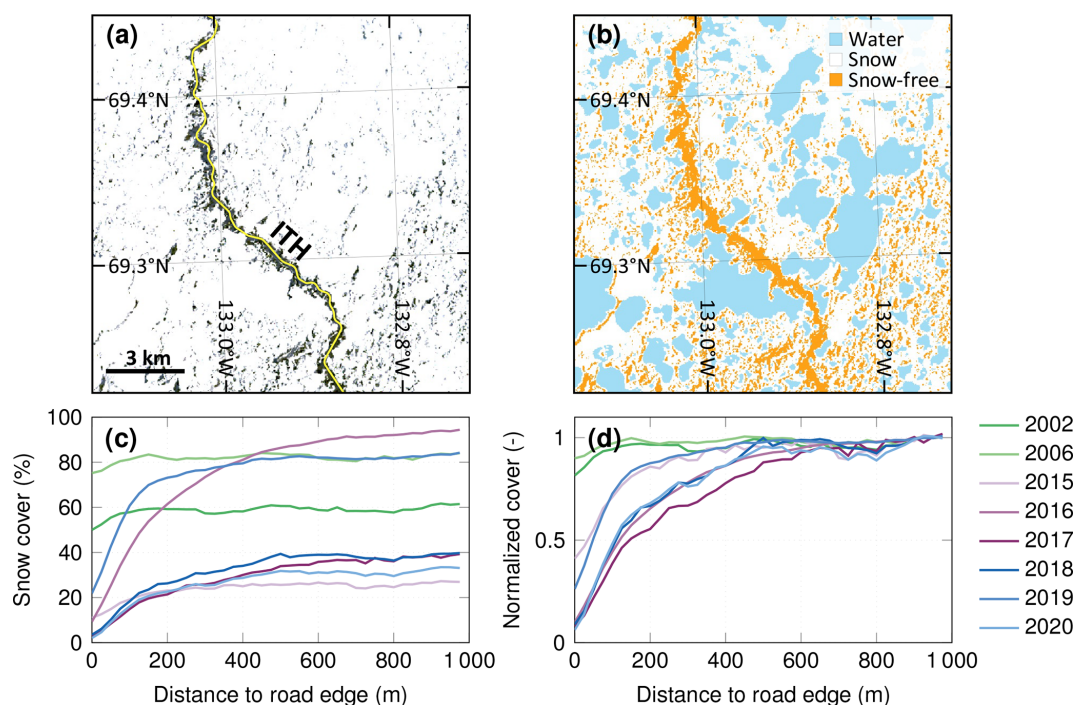 (a)
69.4°N
69.3°N
ITH
133.0°W
132.8°W
3 km
(b)
Water
Snow
Snow-free
69.4°N
69.3°N
133.0°W
132.8°W
(c)
Snow cover (%)
100
80
60
40
20
0
0 200 400 600 800 1 000
Distance to road edge (m)
(d)
Normalized cover (-)
1
0.5
0
0 200 400 600 800 1 000
Distance to road edge (m)
2002
2006
2015
2016
2017
2018
2019
2020